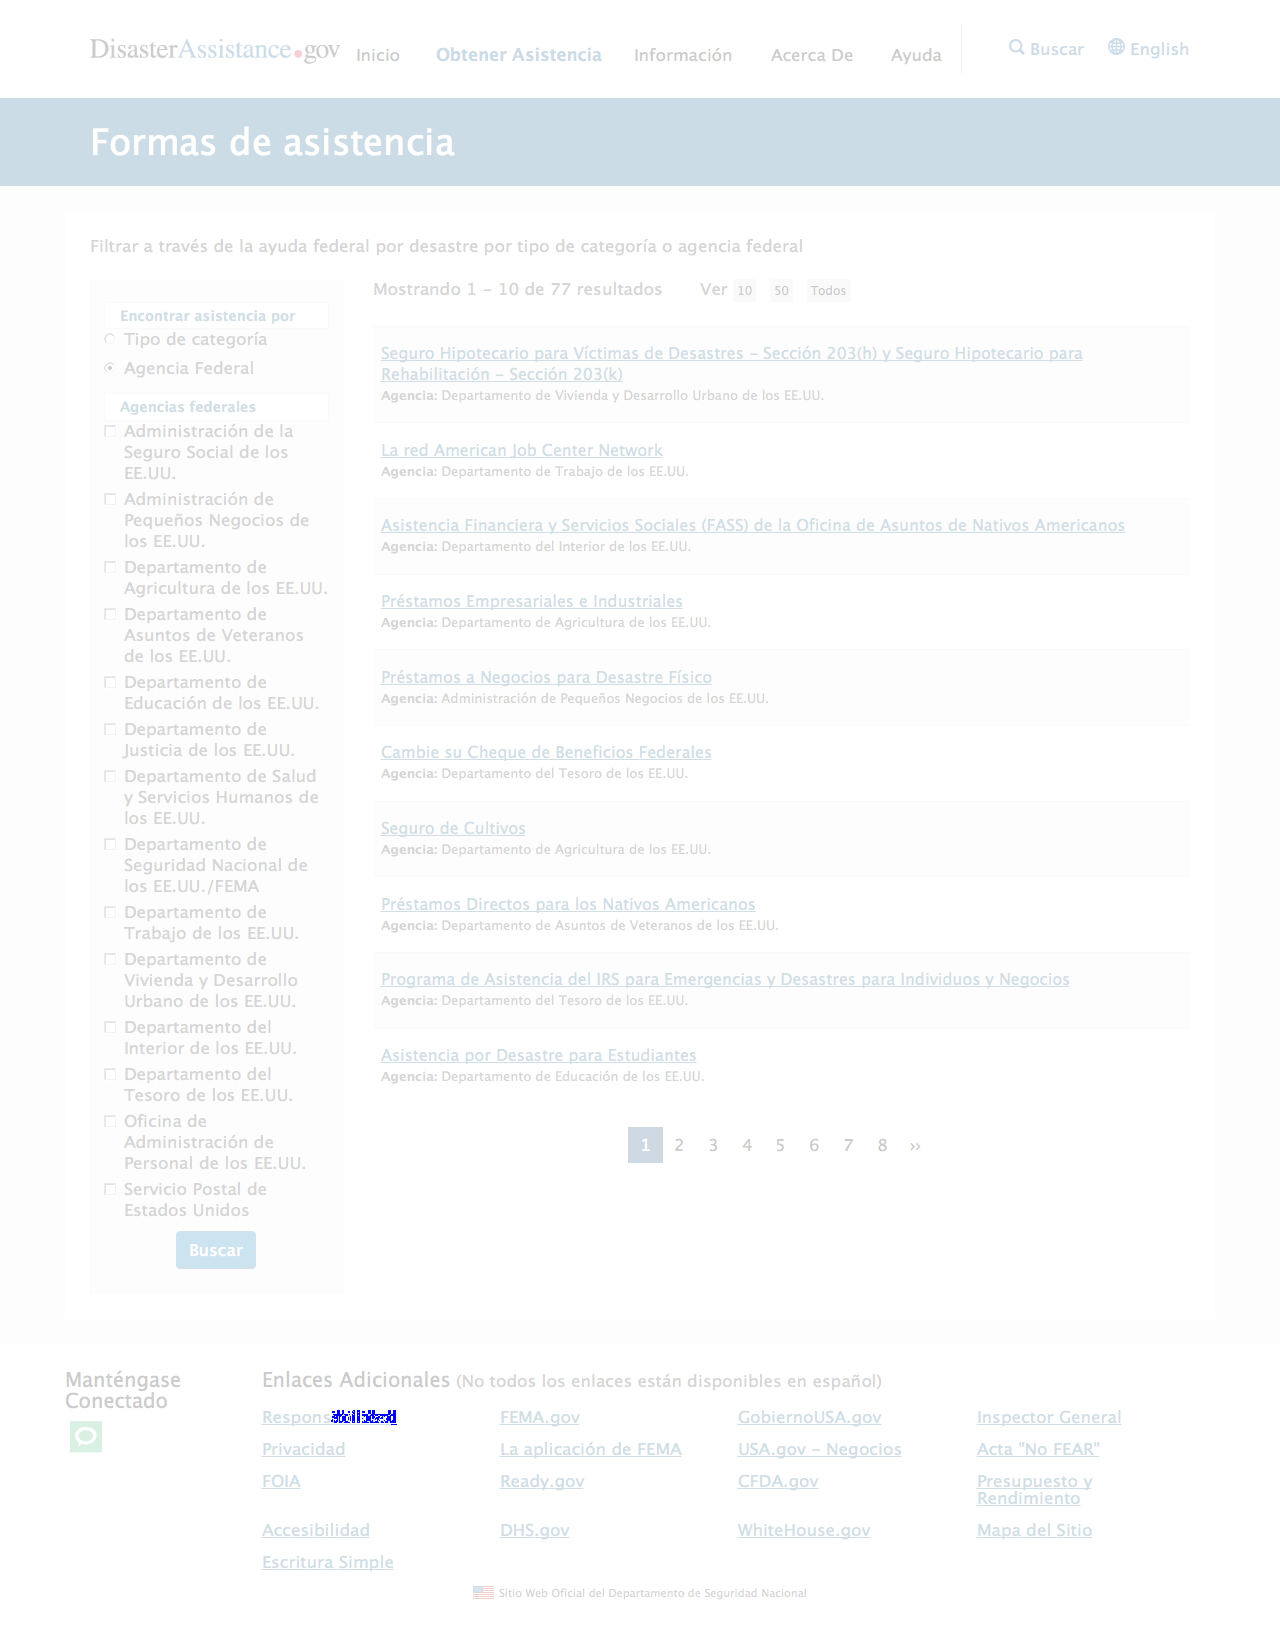 DisasterAssistance.gov
Inicio Obtener Asistencia Información Acerca De Ayuda Buscar English
Formas de asistencia
Filtrar a través de la ayuda federal por desastre por tipo de categoría o agencia federal
Encontrar asistencia por
Tipo de categoría
Agencia Federal
Agencias federales
Administración de la
Seguro Social de los
EE.UU.
Administración de
Pequeños Negocios de
los EE.UU.
Departamento de
Agricultura de los EE.UU.
Departamento de
Asuntos de Veteranos
de los EE.UU.
Departamento de
Educación de los EE.UU.
Departamento de
Justicia de los EE.UU.
Departamento de Salud
y Servicios Humanos de
los EE.UU.
Departamento de
Seguridad Nacional de
los EE.UU./FEMA
Departamento de
Trabajo de los EE.UU.
Departamento de
Vivienda y Desarrollo
Urbano de los EE.UU.
Departamento del
Interior de los EE.UU.
Departamento del
Tesoro de los EE.UU.
Oficina de
Administración de
Personal de los EE.UU.
Servicio Postal de
Estados Unidos
Buscar
Mostrando 1 - 10 de 77 resultados Ver 10 50 Todos
Seguro Hipotecario para Víctimas de Desastres - Sección 203(h) y Seguro Hipotecario para
Rehabilitación - Sección 203(k)
Agencia: Departamento de Vivienda y Desarrollo Urbano de los EE.UU.
La red American Job Center Network
Agencia: Departamento de Trabajo de los EE.UU.
Asistencia Financiera y Servicios Sociales (FASS) de la Oficina de Asuntos de Nativos Americanos
Agencia: Departamento del Interior de los EE.UU.
Préstamos Empresariales e Industriales
Agencia: Departamento de Agricultura de los EE.UU.
Préstamos a Negocios para Desastre Físico
Agencia: Administración de Pequeños Negocios de los EE.UU.
Cambie su Cheque de Beneficios Federales
Agencia: Departamento del Tesoro de los EE.UU.
Seguro de Cultivos
Agencia: Departamento de Agricultura de los EE.UU.
Préstamos Directos para los Nativos Americanos
Agencia: Departamento de Asuntos de Veteranos de los EE.UU.
Programa de Asistencia del IRS para Emergencias y Desastres para Individuos y Negocios
Agencia: Departamento del Tesoro de los EE.UU.
Asistencia por Desastre para Estudiantes
Agencia: Departamento de Educación de los EE.UU.
1 2 3 4 5 6 7 8 ››
Manténgase
Conectado
Enlaces Adicionales (No todos los enlaces están disponibles en español)
FEMA.gov GobiernoUSA.gov Inspector General
Privacidad La aplicación de FEMA USA.gov - Negocios Acta "No FEAR"
FOIA Ready.gov CFDA.gov Presupuesto y
Rendimiento
Accesibilidad DHS.gov WhiteHouse.gov Mapa del Sitio
Escritura Simple
Sitio Web Oficial del Departamento de Seguridad Nacional